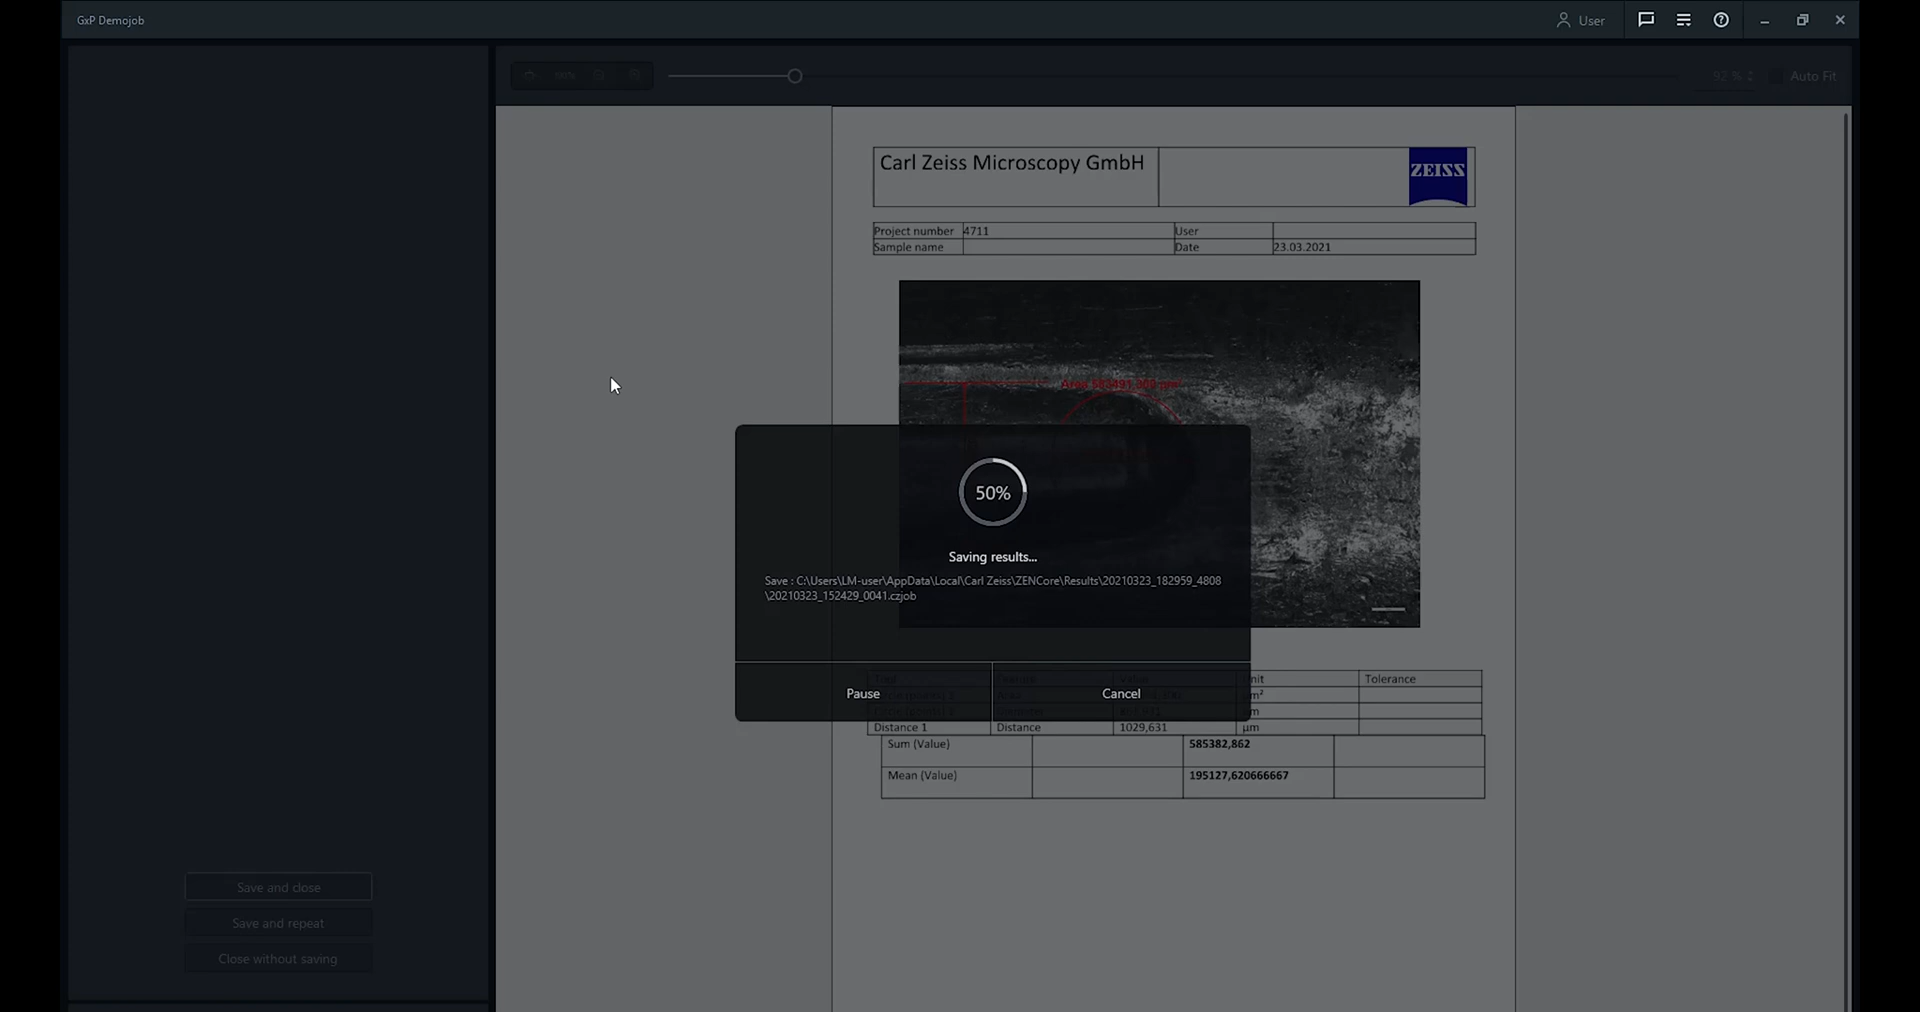 GxP Demojob
User
92 %
Auto Fit
Carl Zeiss Microscopy GmbH
ZEISS
Project number 4711 User
Sample name Date 23.03.2021
50%
Saving results...
Save : C:\Users\LM-user\AppData\Local\Carl Zeiss\ZENCore\Results\20210323_182959_4808
\20210323_152429_0041.czjob
Pause
Cancel
Tolerance
Distance 1 Distance 1029,631 µm
Sum (Value) 585382,862
Mean (Value) 195127,620666667
Save and close
Save and repeat
Close without saving